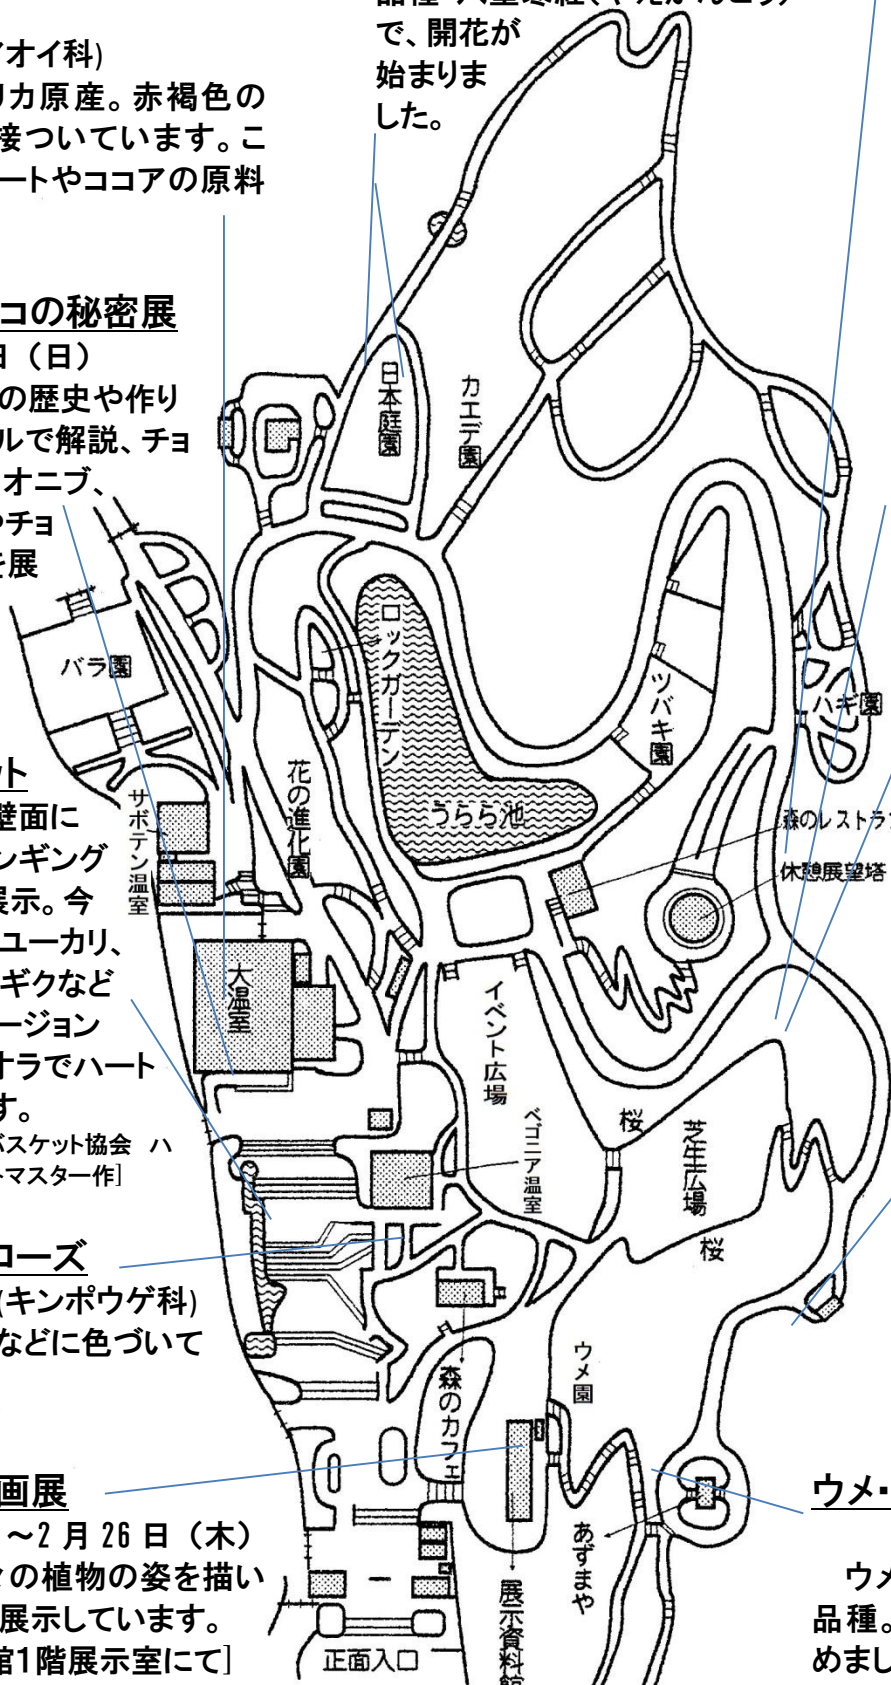 で、開花が
始まりま
した。
オイ科)
リカ原産。赤褐色の
接ついています。こ
ートやココアの原料
コの秘密展
日（日）
の歴史や作り
ルで解説、チョ
オニブ、
やチョ
を展
ット
壁面に
ンギング
展示。今
ユーカリ、
ギクなど
ージョン
オラでハート
す。
バスケット協会　ハ
トマスター作]
ローズ
(キンポウゲ科)
などに色づいて
画展
～2月26日（木）
々の植物の姿を描い
展示しています。
館1階展示室にて]
日本庭園
カエデ園
バラ園
ロックガーデン
うらら池
ツバキ園
ハギ園
花の進化園
サボテン温室
森のレストラン
休憩展望塔
大温室
イベント広場
ベゴニア温室
桜
芝生広場
桜
ウメ園
森のカフェ
あずまや
展示資料館
正面入口
ウメ・
ウメ
品種。
めまし